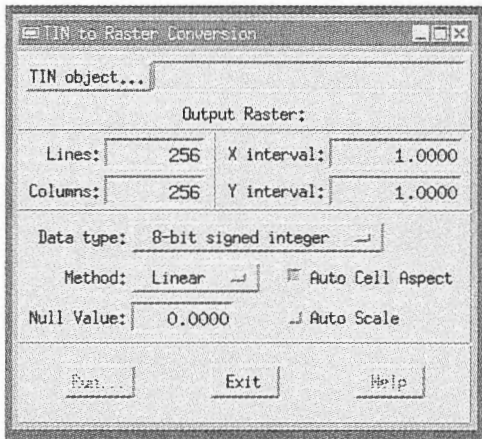 TIN to Raster Conversion
TIN object...
Output Raster:
Lines: 256 X interval: 1.0000
Columns: 256 Y interval: 1.0000
Data type: 8-bit signed integer
Method: Linear Auto Cell Aspect
Null Value: 0.0000 Auto Scale
Run... Exit Help